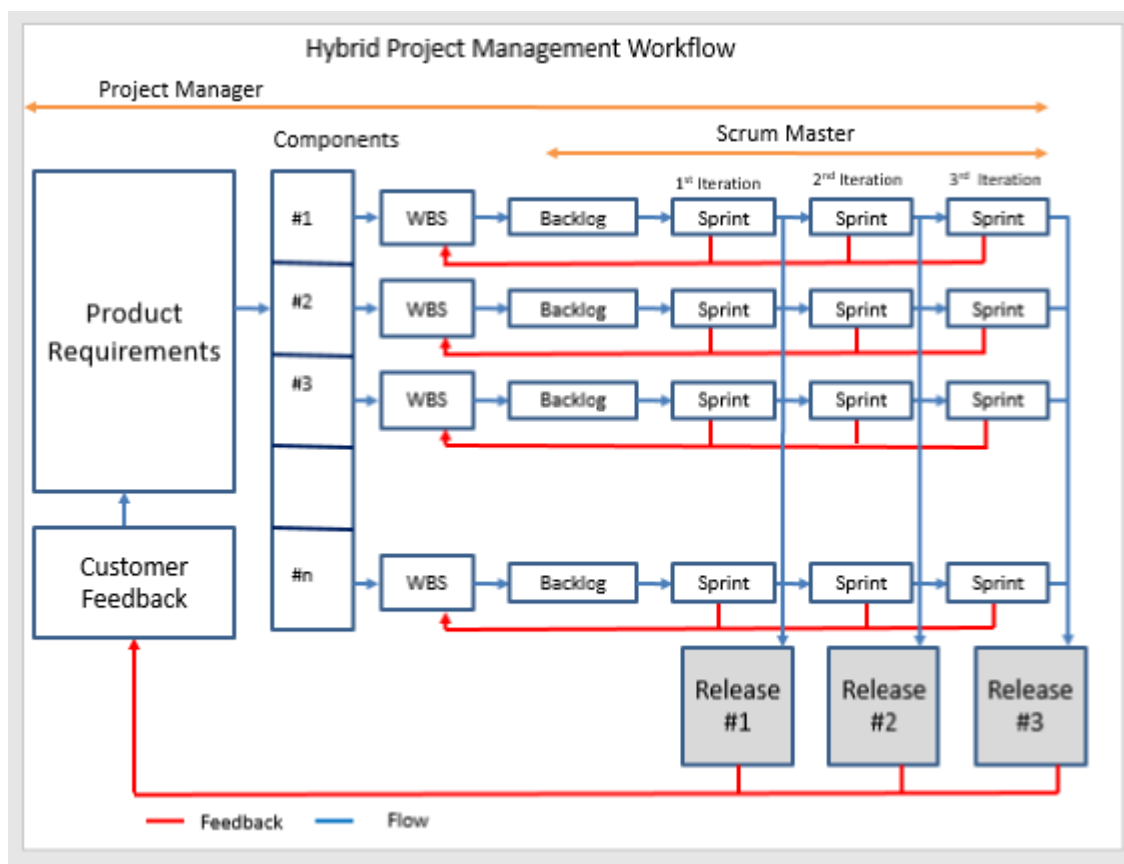 Hybrid Project Management Workflow
Project Manager
Components
Scrum Master
1st Iteration
2nd Iteration
3rd Iteration
#1
WBS
Backlog
Sprint
Sprint
Sprint
#2
WBS
Backlog
Sprint
Sprint
Sprint
Product
Requirements
#3
WBS
Backlog
Sprint
Sprint
Sprint
Customer
Feedback
#n
WBS
Backlog
Sprint
Sprint
Sprint
Release
#1
Release
#2
Release
#3
Feedback
Flow